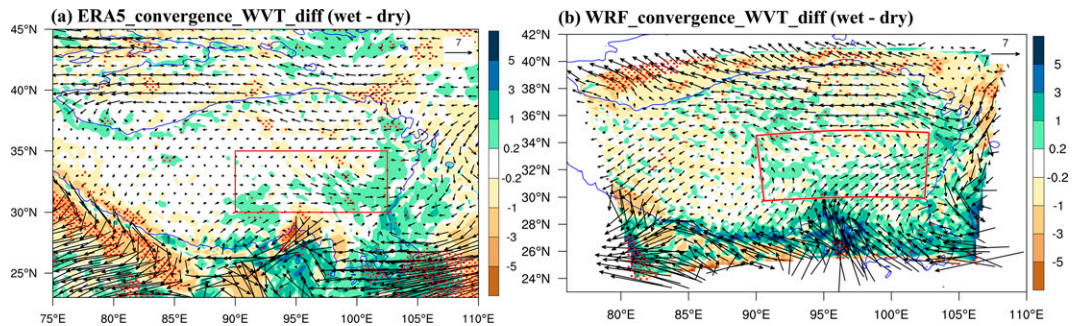 (a) ERA5_convergence_WVT_diff (wet - dry)
45°N
40°N
35°N
30°N
25°N
75°E 80°E 85°E 90°E 95°E 100°E 105°E 110°E
7
5
3
1
0.2
-0.2
-1
-3
-5
(b) WRF_convergence_WVT_diff (wet - dry)
42°N
40°N
38°N
36°N
34°N
32°N
30°N
28°N
26°N
24°N
80°E 85°E 90°E 95°E 100°E 105°E 110°E
7
5
3
1
0.2
-0.2
-1
-3
-5